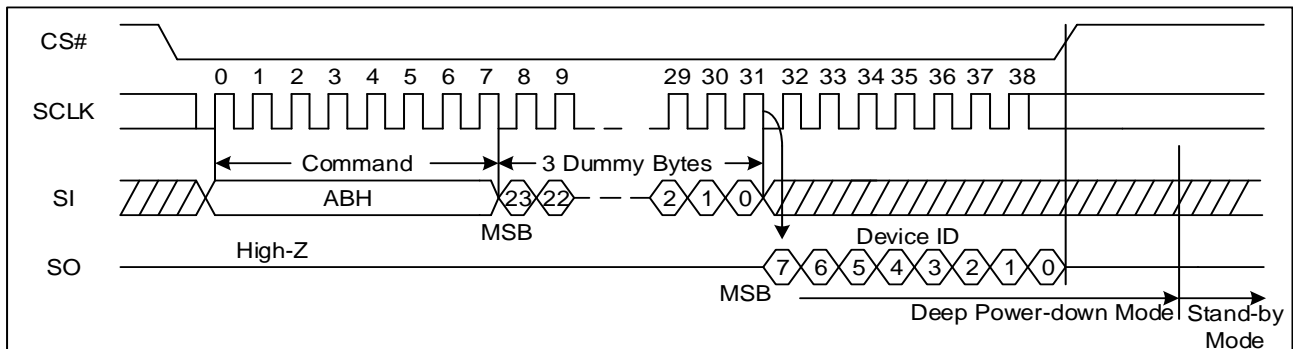 CS#
0 1 2 3 4 5 6 7 8 9 29 30 31 32 33 34 35 36 37 38
SCLK
Command 3 Dummy Bytes
SI ABH 23 22 2 1 0
MSB Device ID
High-Z
SO 7 6 5 4 3 2 1 0
MSB
Deep Power-down Mode Stand-by
Mode